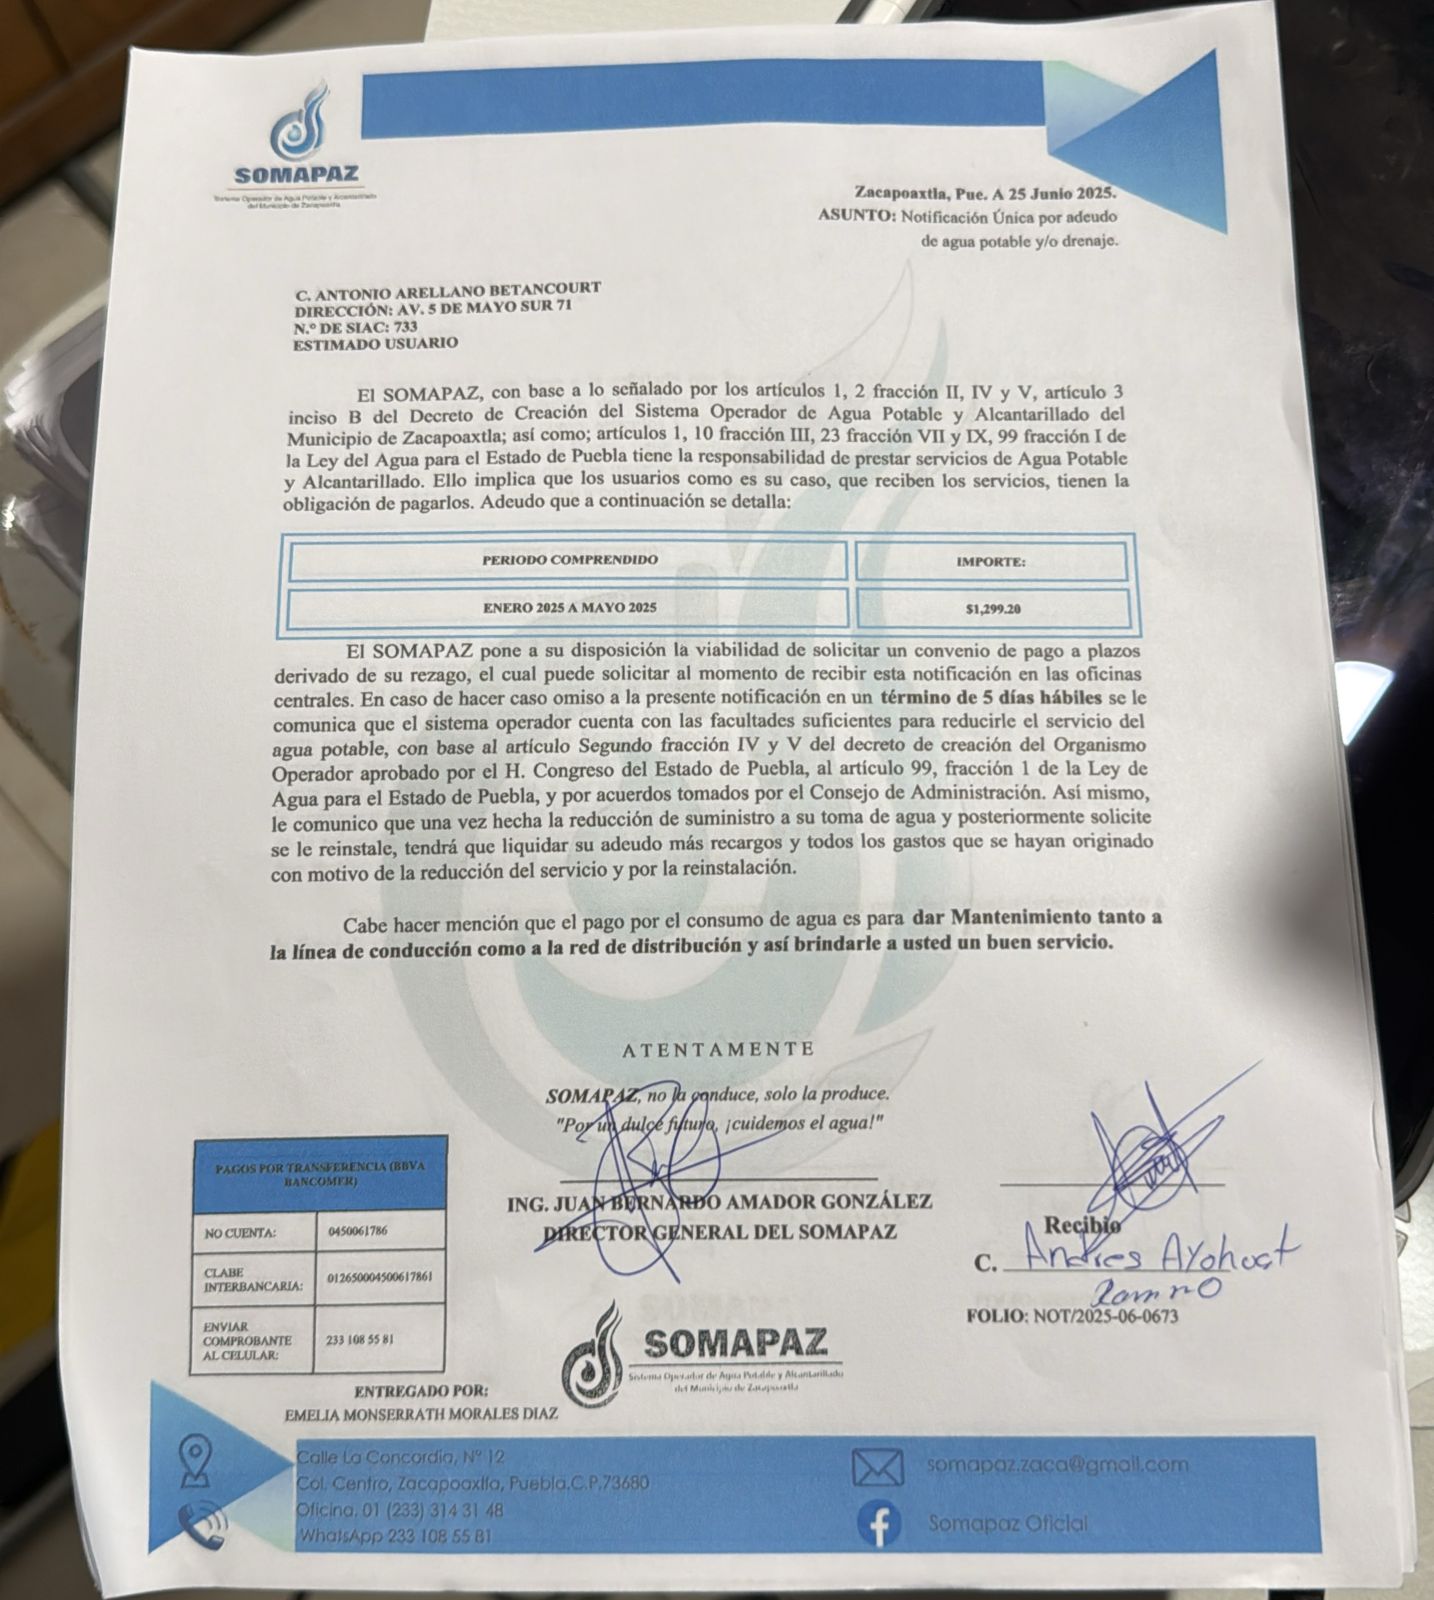 SOMAPAZ
Sistema Operador de Agua Potable y Alcantarillado
del Municipio de Zacapoaxtla
Zacapoaxtla, Pue. A 25 Junio 2025.
ASUNTO: Notificación Única por adeudo
de agua potable y/o drenaje.
C. ANTONIO ARELLANO BETANCOURT
DIRECCIÓN: AV. 5 DE MAYO SUR 71
N.º DE SIAC: 733
ESTIMADO USUARIO
El SOMAPAZ, con base a lo señalado por los artículos 1, 2 fracción II, IV y V, artículo 3
inciso B del Decreto de Creación del Sistema Operador de Agua Potable y Alcantarillado del
Municipio de Zacapoaxtla; así como; artículos 1, 10 fracción III, 23 fracción VII y IX, 99 fracción I de
la Ley del Agua para el Estado de Puebla tiene la responsabilidad de prestar servicios de Agua Potable
y Alcantarillado. Ello implica que los usuarios como es su caso, que reciben los servicios, tienen la
obligación de pagarlos. Adeudo que a continuación se detalla:
PERIODO COMPRENDIDO IMPORTE:
ENERO 2025 A MAYO 2025 $1,299.20
El SOMAPAZ pone a su disposición la viabilidad de solicitar un convenio de pago a plazos
derivado de su rezago, el cual puede solicitar al momento de recibir esta notificación en las oficinas
centrales. En caso de hacer caso omiso a la presente notificación en un término de 5 días hábiles se le
comunica que el sistema operador cuenta con las facultades suficientes para reducirle el servicio del
agua potable, con base al artículo Segundo fracción IV y V del decreto de creación del Organismo
Operador aprobado por el H. Congreso del Estado de Puebla, al artículo 99, fracción 1 de la Ley de
Agua para el Estado de Puebla, y por acuerdos tomados por el Consejo de Administración. Así mismo,
le comunico que una vez hecha la reducción de suministro a su toma de agua y posteriormente solicite
se le reinstale, tendrá que liquidar su adeudo más recargos y todos los gastos que se hayan originado
con motivo de la reducción del servicio y por la reinstalación.
Cabe hacer mención que el pago por el consumo de agua es para dar Mantenimiento tanto a
la línea de conducción como a la red de distribución y así brindarle a usted un buen servicio.
ATENTAMENTE
SOMAPAZ, no la conduce, solo la produce.
"Por un dulce futuro, ¡cuidemos el agua!"
ING. JUAN BERNARDO AMADOR GONZÁLEZ
DIRECTOR GENERAL DEL SOMAPAZ
Recibio
C. Andres
FOLIO: NOT/2025-06-0673
PAGOS POR TRANSFERENCIA (BBVA
BANCOMER)
NO CUENTA: 0450061786
CLABE
INTERBANCARIA: 012650004500617861
ENVIAR
COMPROBANTE
AL CELULAR: 233 108 55 81
SOMAPAZ
Sistema Operador de Agua Potable y Alcantarillado
del Municipio de Zacapoaxtla
ENTREGADO POR:
EMELIA MONSERRATH MORALES DIAZ
Calle La Concordia, Nº 12
Col. Centro, Zacapoaxtla, Puebla.C.P.73680
Oficina. 01 (233) 314 31 48
WhatsApp 233 108 55 81
somapaz.zaca@gmail.com
Somapaz Oficial